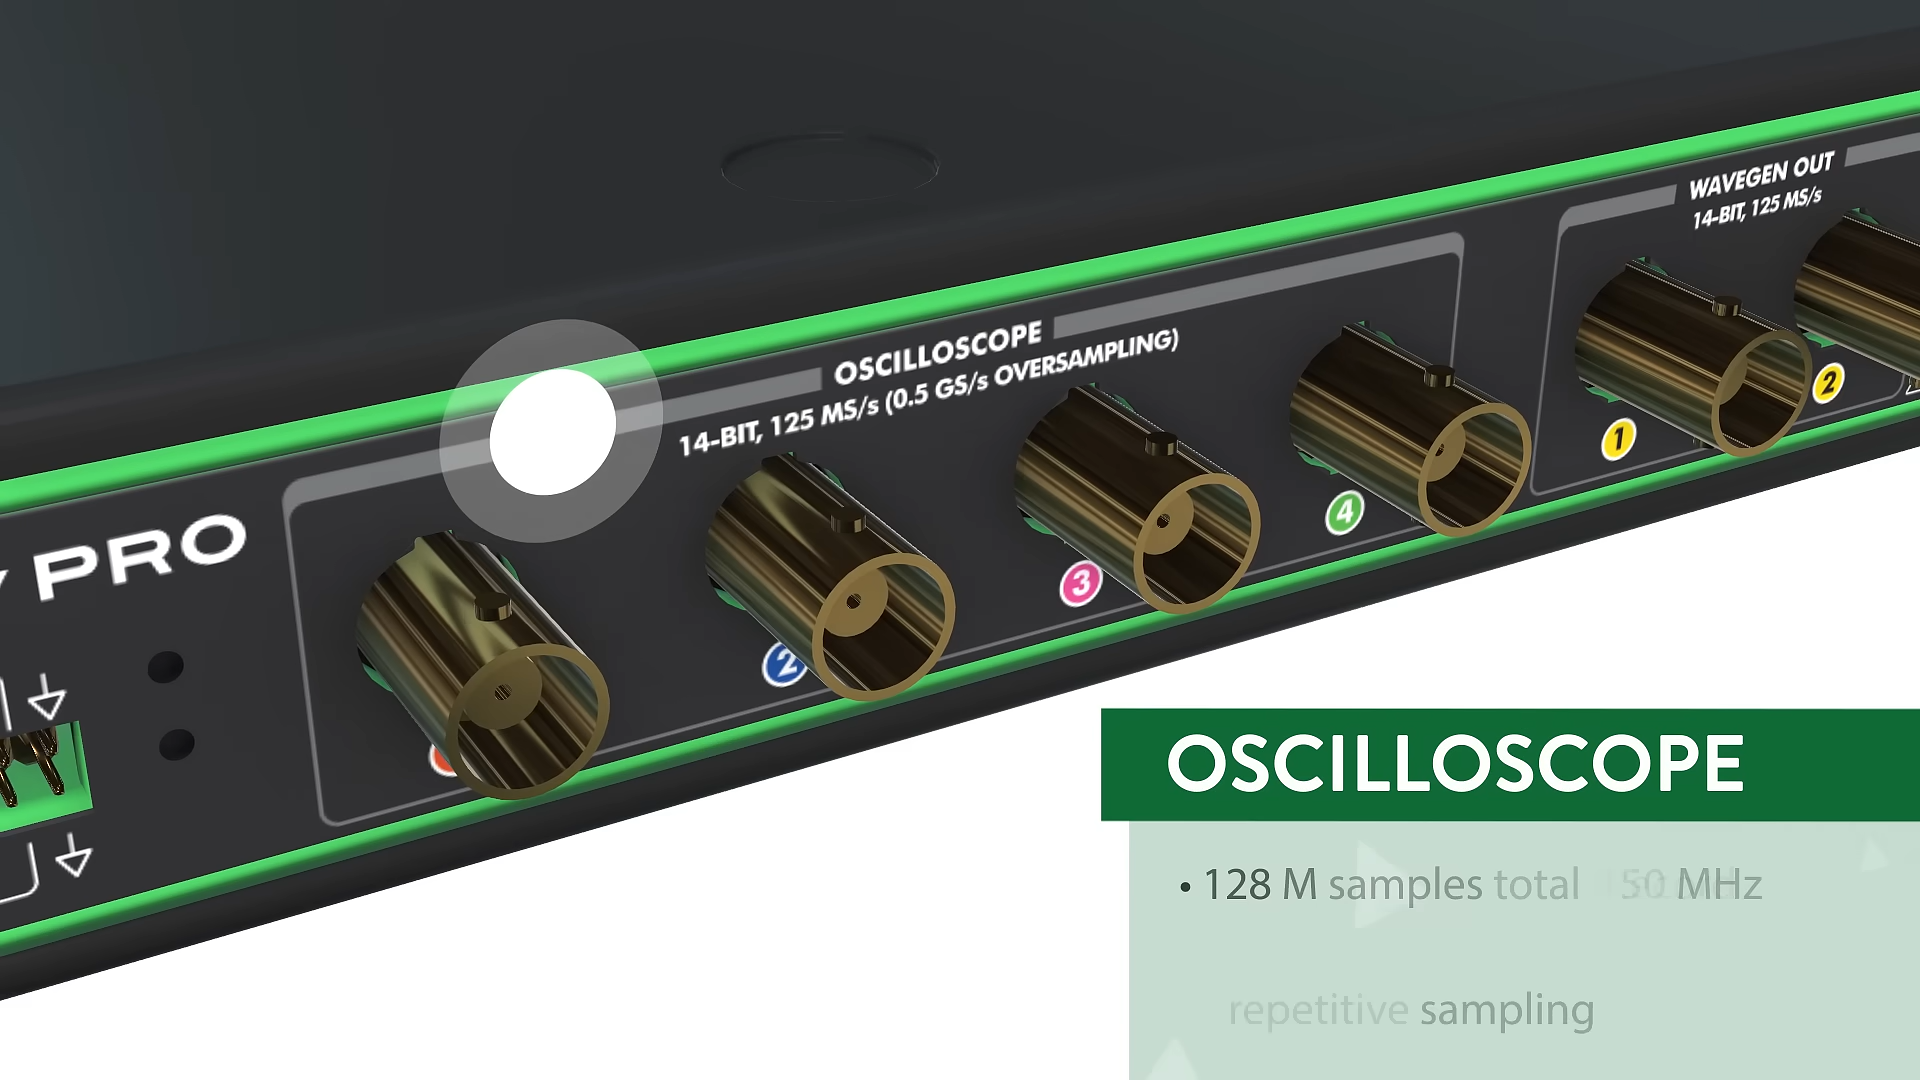 OSCILLOSCOPE
14-BIT, 125 MS/s (0.5 GS/s OVERSAMPLING)
WAVEGEN OUT
14-BIT, 125 MS/s
PRO
2
3
4
1
2
OSCILLOSCOPE
• 128 M samples total 50 MHz
repetitive sampling